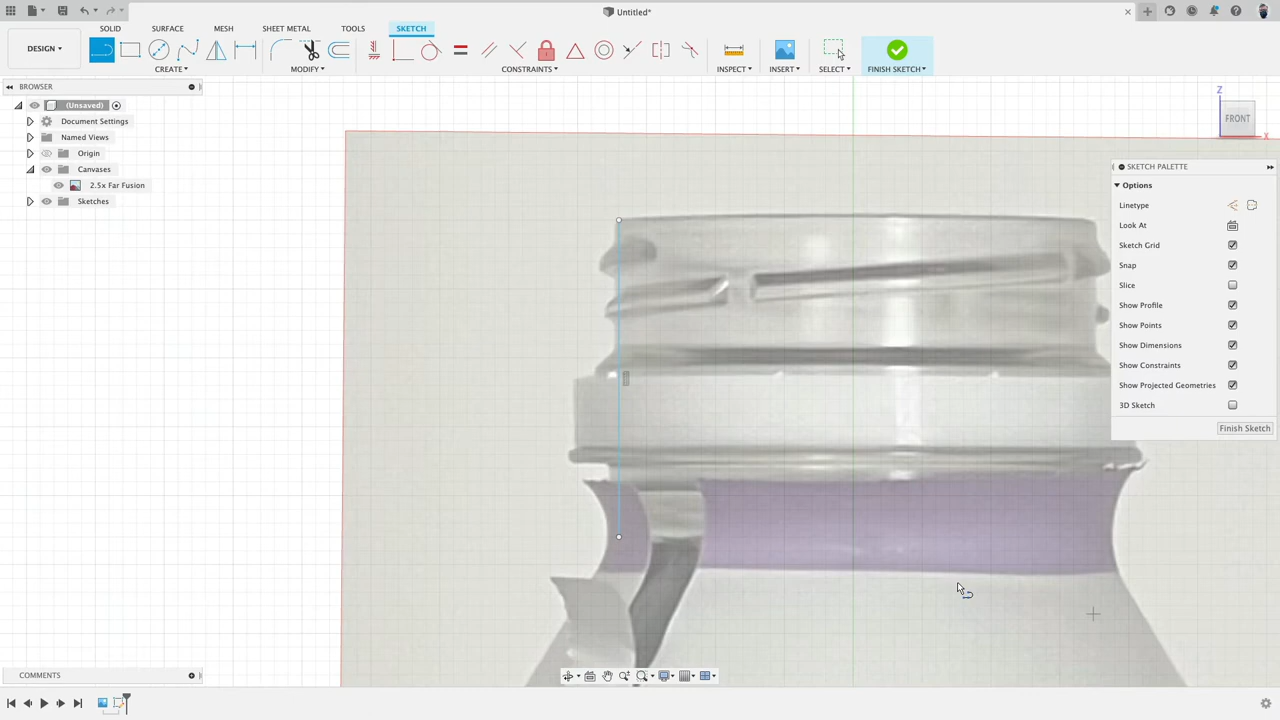 Untitled*
DESIGN
SOLID
SURFACE
MESH
SHEET METAL
TOOLS
SKETCH
CREATE
MODIFY
CONSTRAINTS
INSPECT
INSERT
SELECT
FINISH SKETCH
BROWSER
(Unsaved)
Document Settings
Named Views
Origin
Canvases
2.5x Far Fusion
Sketches
Z
FRONT
X
SKETCH PALETTE
Options
Linetype
Look At
Sketch Grid
Snap
Slice
Show Profile
Show Points
Show Dimensions
Show Constraints
Show Projected Geometries
3D Sketch
Finish Sketch
COMMENTS